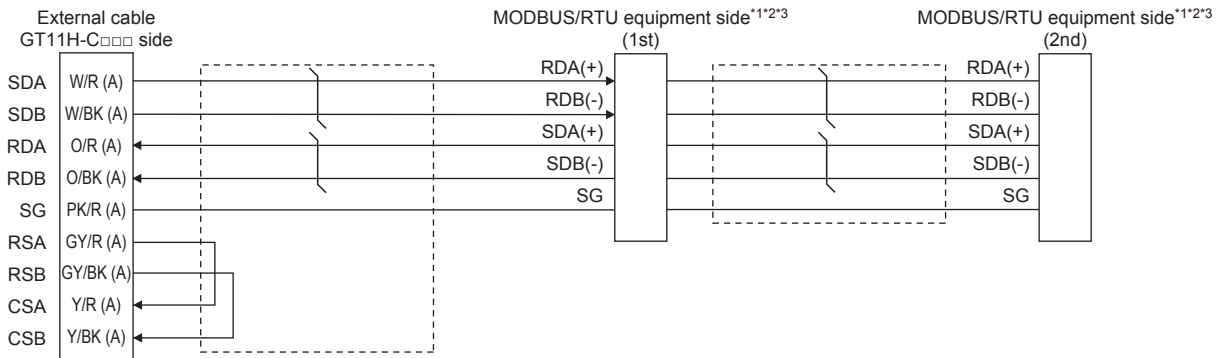 External cable
GT11H-C□□□ side
MODBUS/RTU equipment side*1*2*3
(1st)
MODBUS/RTU equipment side*1*2*3
(2nd)
SDA W/R (A) RDA(+) RDA(+)
SDB W/BK (A) RDB(-) RDB(-)
RDA O/R (A) SDA(+) SDA(+)
RDB O/BK (A) SDB(-) SDB(-)
SG PK/R (A) SG SG
RSA GY/R (A)
RSB GY/BK (A)
CSA Y/R (A)
CSB Y/BK (A)